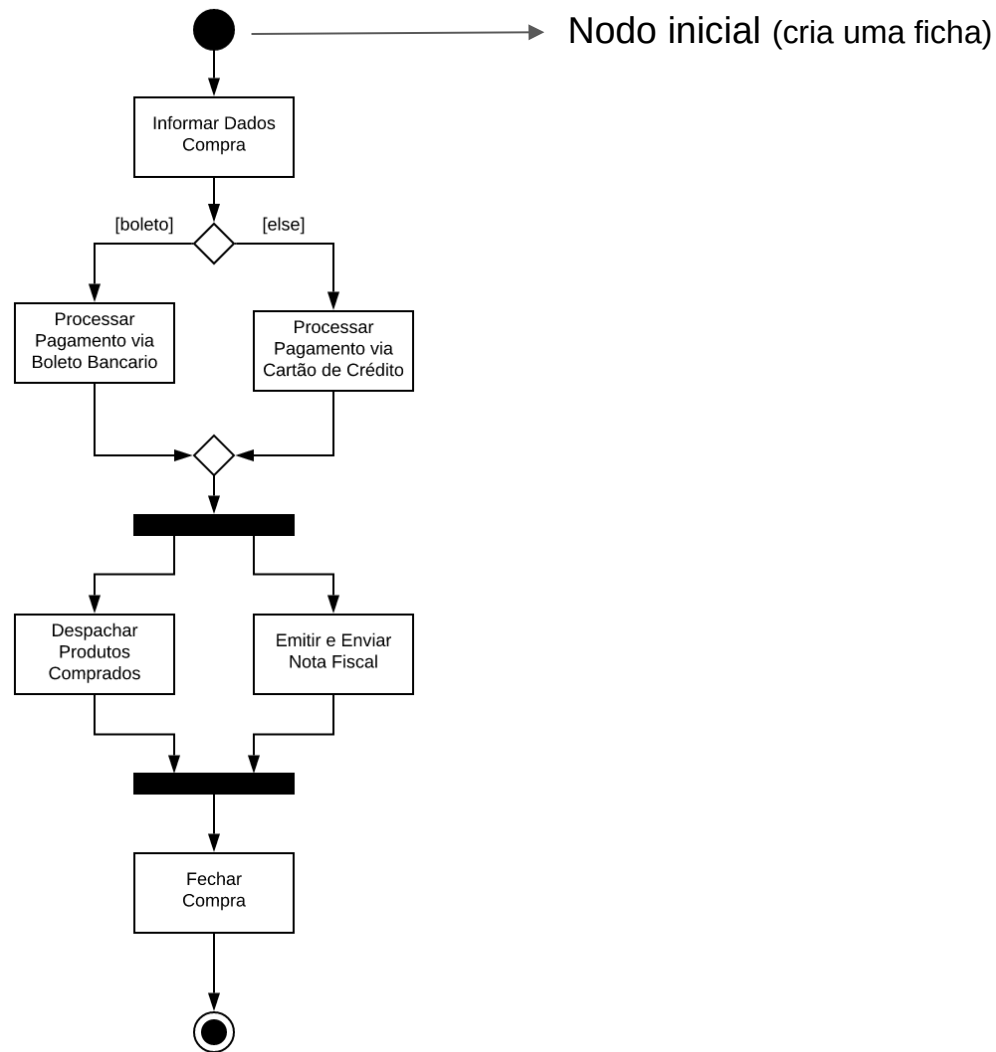 Nodo inicial (cria uma ficha)
Informar Dados
Compra
[boleto]
[else]
Processar
Pagamento via
Boleto Bancario
Processar
Pagamento via
Cartão de Crédito
Despachar
Produtos
Comprados
Emitir e Enviar
Nota Fiscal
Fechar
Compra